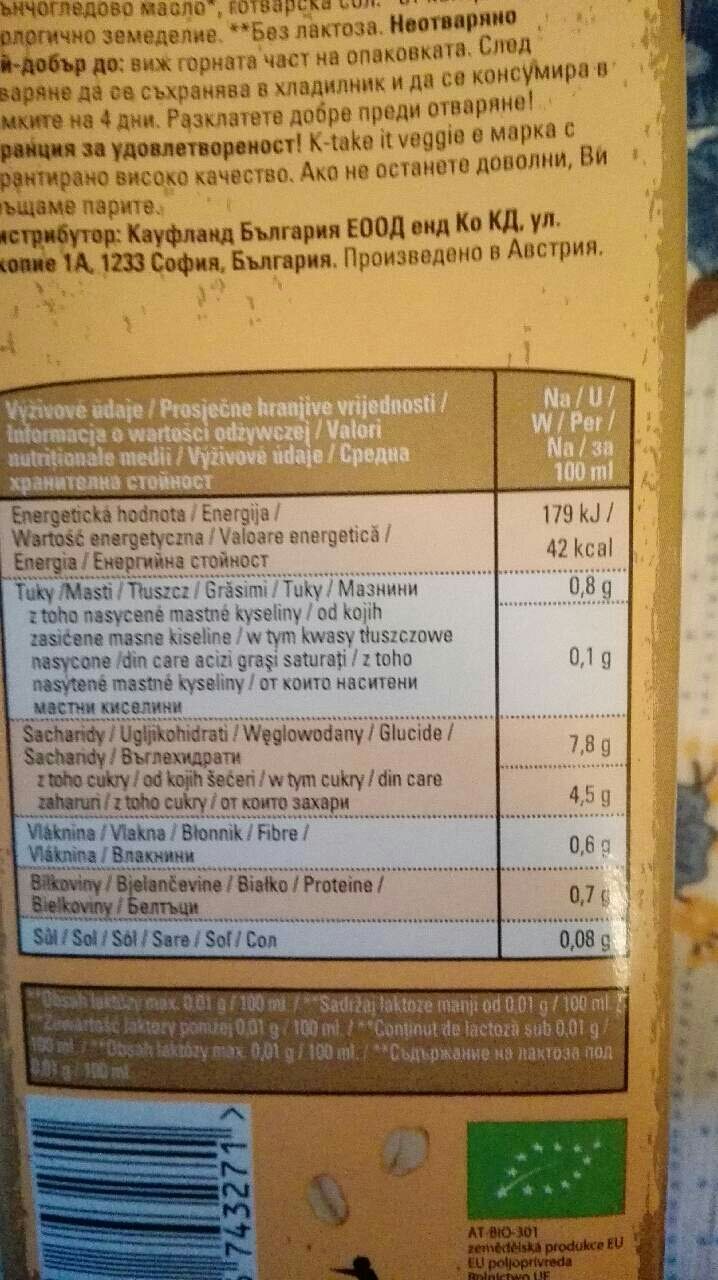 ънчогледово масло*, готварска
ологично земеделие. **Без лактоза. Неотваряно
й-добър до: виж горната част на опаковката. След
варяне да се съхранява в хладилник и да се консумира в
мките на 4 дни. Разклатете добре преди отваряне!
ранция за удовлетвореност! K-take it veggie е марка с
рантирано високо качество. Ако не останете доволни, Ви
ръщаме парите.
истрибутор: Кауфланд България ЕООД енд Ко КД, ул.
копие 1А, 1233 София, България. Произведено в Австрия.
Výživové údaje / Prosječne hranjive vrijednosti /
Informacja o wartości odżywczej / Valori
nutriționale medii / Výživové údaje / Средна
хранителна стойност
Na / U /
W / Per /
Na / за
100 ml
Energetická hodnota / Energija /
Wartość energetyczna / Valoare energetică /
Energia / Енергийна стойност
179 kJ /
42 kcal
Tuky /Masti / Tłuszcz / Grăsimi / Tuky / Мазнини
0,8 g
z toho nasycené mastné kyseliny / od kojih
zasićene masne kiseline / w tym kwasy tłuszczowe
nasycone /din care acizi grași saturați / z toho
nasýtené mastné kyseliny / от които наситени
мастни киселини
0,1 g
Sacharidy / Ugljikohidrati / Węglowodany / Glucide /
Sacharidy / Въглехидрати
7,8 g
z toho cukry / od kojih šećeri / w tym cukry / din care
zaharuri / z toho cukry / от които захари
4,5 g
Vláknina / Vlakna / Błonnik / Fibre /
Vláknina / Влакнини
0,6 g
Bílkoviny / Bjelančevine / Białko / Proteine /
Bielkoviny / Белтъци
0,7 g
Sůl / Sol / Sól / Sare / Soľ / Сол
0,08 g
**Obsah laktózy max. 0,01 g / 100 ml. / **Sadržaj laktoze manji od 0,01 g / 100 ml. /
**Zawartość laktozy poniżej 0,01 g / 100 ml. / **Conținut de lactoză sub 0,01 g /
100 ml. / **Obsah laktózy max. 0,01 g / 100 ml. / **Съдържание на лактоза под
0,01 g / 100 ml.
743271 >
AT-BIO-301
zemědělská produkce EU
EU poljoprivreda
Rolnictwo UE